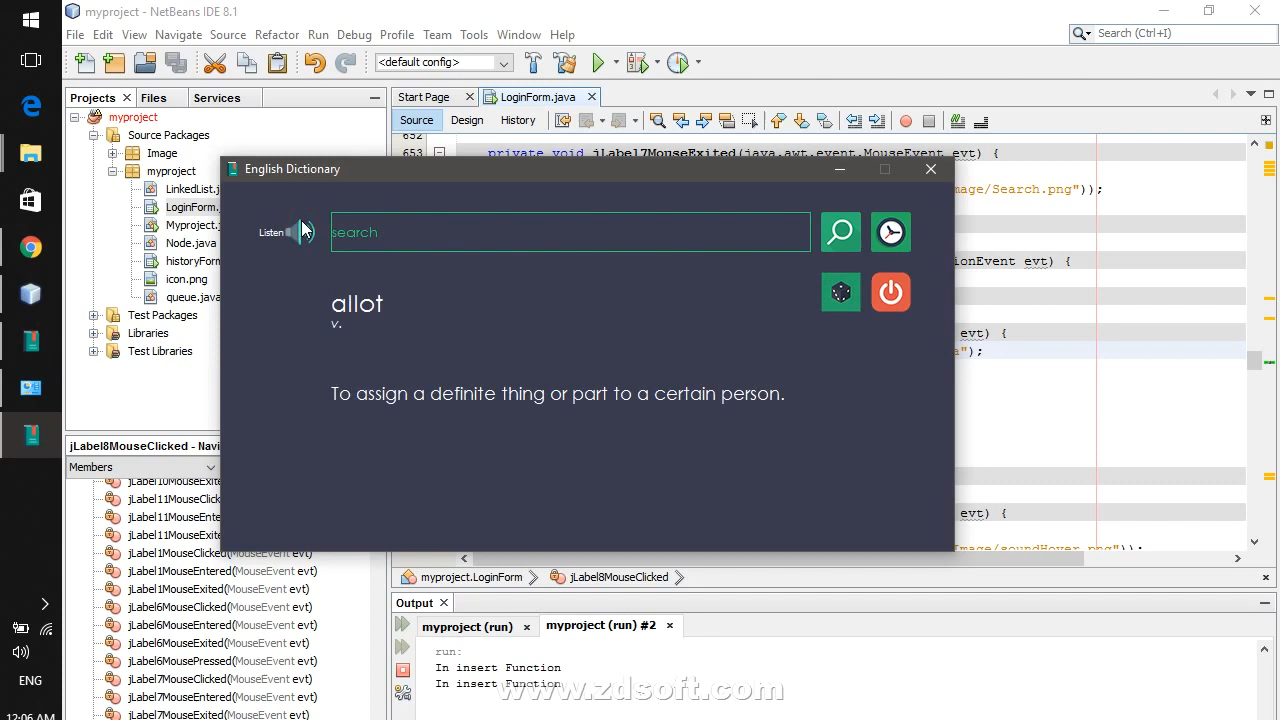 myproject - NetBeans IDE 8.1
File Edit View Navigate Source Refactor Run Debug Profile Team Tools Window Help
Search (Ctrl+I)
<default config>
Projects Files Services
Start Page LoginForm.java
myproject
Source Packages
Image
myproject
LinkedList.j
LoginForm.
Myproject.j
Node.java
historyForm
icon.png
queue.java
Test Packages
Libraries
Test Libraries
Source Design History
652
653 private void jLabel7MouseExited(java.awt.event.MouseEvent evt) {
mage/Search.png"));
ionEvent evt) {
evt) {
a");
evt) {
Image/soundHover.png"));
English Dictionary
Listen
search
allot
v.
To assign a definite thing or part to a certain person.
jLabel8MouseClicked - Navi
Members
jLabel10MouseExited(
jLabel11MouseClick
jLabel11MouseEnte
jLabel11MouseExite
jLabel1MouseClicked(MouseEvent evt)
jLabel1MouseEntered(MouseEvent evt)
jLabel1MouseExited(MouseEvent evt)
jLabel6MouseClicked(MouseEvent evt)
jLabel6MouseEntered(MouseEvent evt)
jLabel6MouseExited(MouseEvent evt)
jLabel6MousePressed(MouseEvent evt)
jLabel7MouseClicked(MouseEvent evt)
jLabel7MouseEntered(MouseEvent evt)
jLabel7MouseExited(MouseEvent evt)
myproject.LoginForm jLabel8MouseClicked
Output
myproject (run) myproject (run) #2
run:
In insert Function
In insert Function
www.zdsoft.com
ENG
12:06 AM